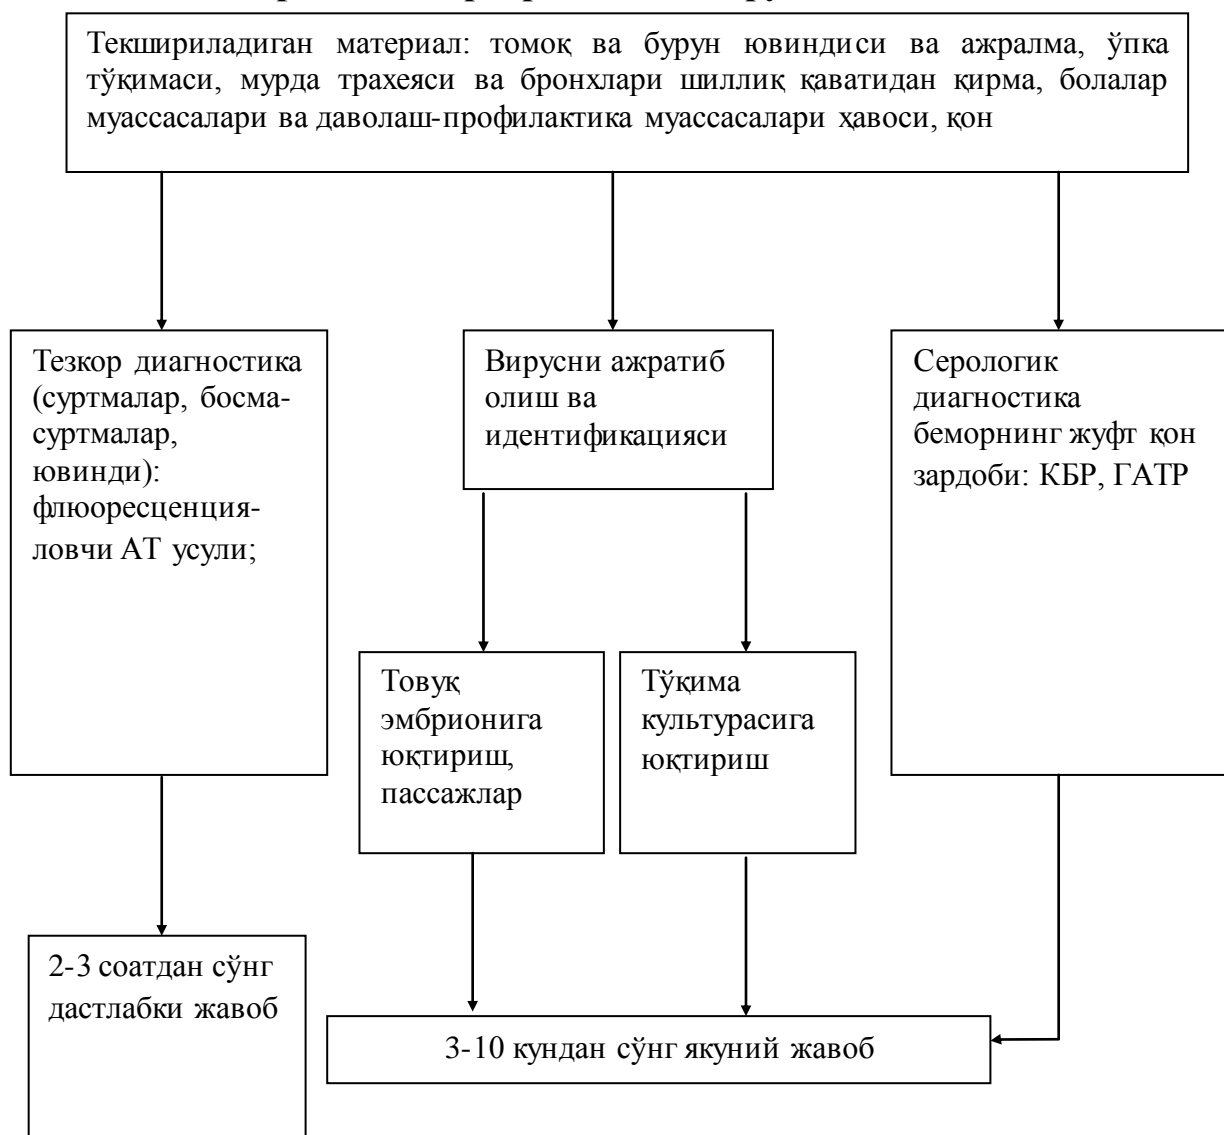 Текшириладиган материал: томоқ ва бурун ювиндиси ва ажралма, ўпка
тўқимаси, мурда трахеяси ва бронхлари шиллиқ қаватидан қирма, болалар
муассасалари ва даволаш-профилактика муассасалари ҳавоси, қон
Тезкор диагностика
(суртмалар, босма-
суртмалар,
ювинди):
флюоресценция-
ловчи АТ усули;
Вирусни ажратиб
олиш ва
идентификацияси
Серологик
диагностика
беморнинг жуфт қон
зардоби: КБР, ГАТР
Товуқ
эмбрионига
юқтириш,
пассажлар
Тўқима
культурасига
юқтириш
2-3 соатдан сўнг
дастлабки жавоб
3-10 кундан сўнг якуний жавоб